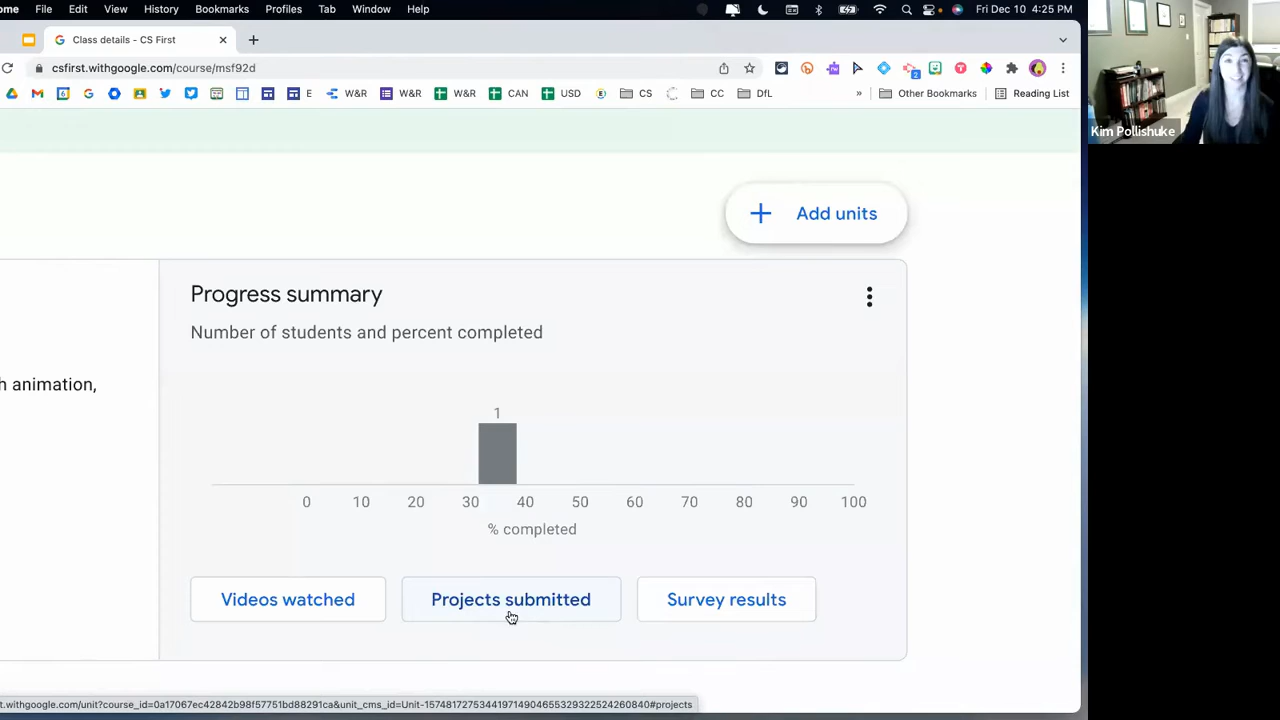 ome File Edit View History Bookmarks Profiles Tab Window Help Fri Dec 10 4:25 PM
Class details - CS First
csfirst.withgoogle.com/course/msf92d
E W&R W&R W&R CAN USD CS CC DfL » Other Bookmarks Reading List
Kim Pollishuke
+ Add units
Progress summary
Number of students and percent completed
h animation,
1
0 10 20 30 40 50 60 70 80 90 100
% completed
Videos watched Projects submitted Survey results
t.withgoogle.com/unit?course_id=0a17067ec42842b98f57751bd88291ca&unit_cms_id=Unit-1574817275344197149046553293225242608​40#projects